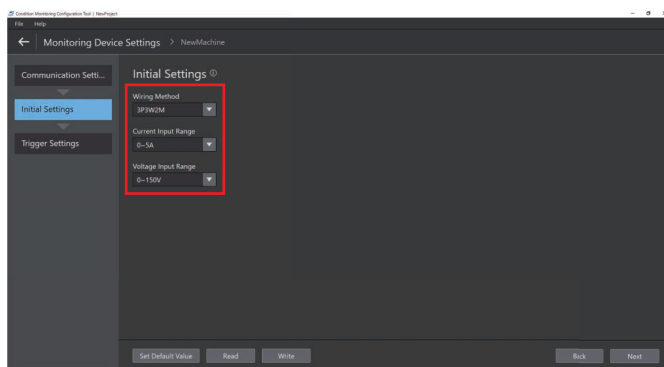 Condition Monitoring Configuration Tool | NewProject
File Help
Monitoring Device Settings > NewMachine
Communication Setti...
Initial Settings
Trigger Settings
Initial Settings
Wiring Method
3P3W2M
Current Input Range
0~5A
Voltage Input Range
0~150V
Set Default Value Read Write Back Next